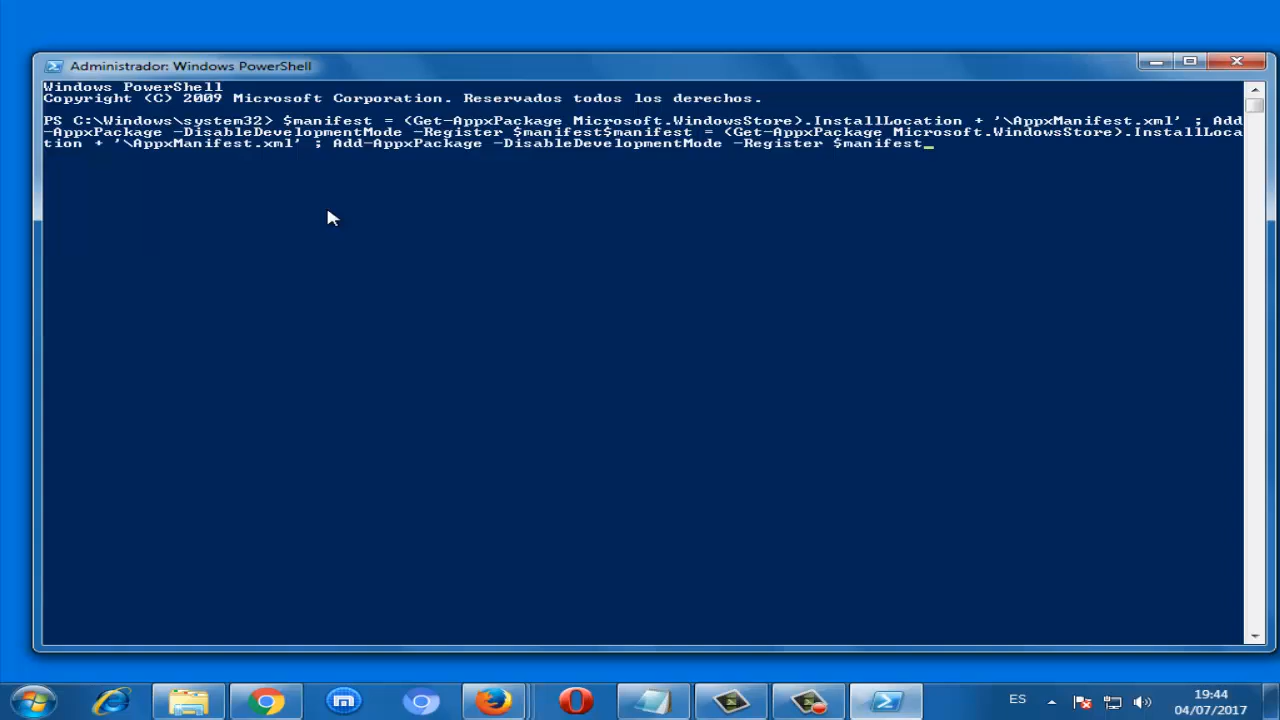 Administrador: Windows PowerShell
Windows PowerShell
Copyright (C) 2009 Microsoft Corporation. Reservados todos los derechos.
PS C:\Windows\system32> $manifest = (Get-AppxPackage Microsoft.WindowsStore).InstallLocation + '\AppxManifest.xml' ; Add
-AppxPackage -DisableDevelopmentMode -Register $manifest$manifest = (Get-AppxPackage Microsoft.WindowsStore).InstallLoca
tion + '\AppxManifest.xml' ; Add-AppxPackage -DisableDevelopmentMode -Register $manifest_
ES
19:44
04/07/2017